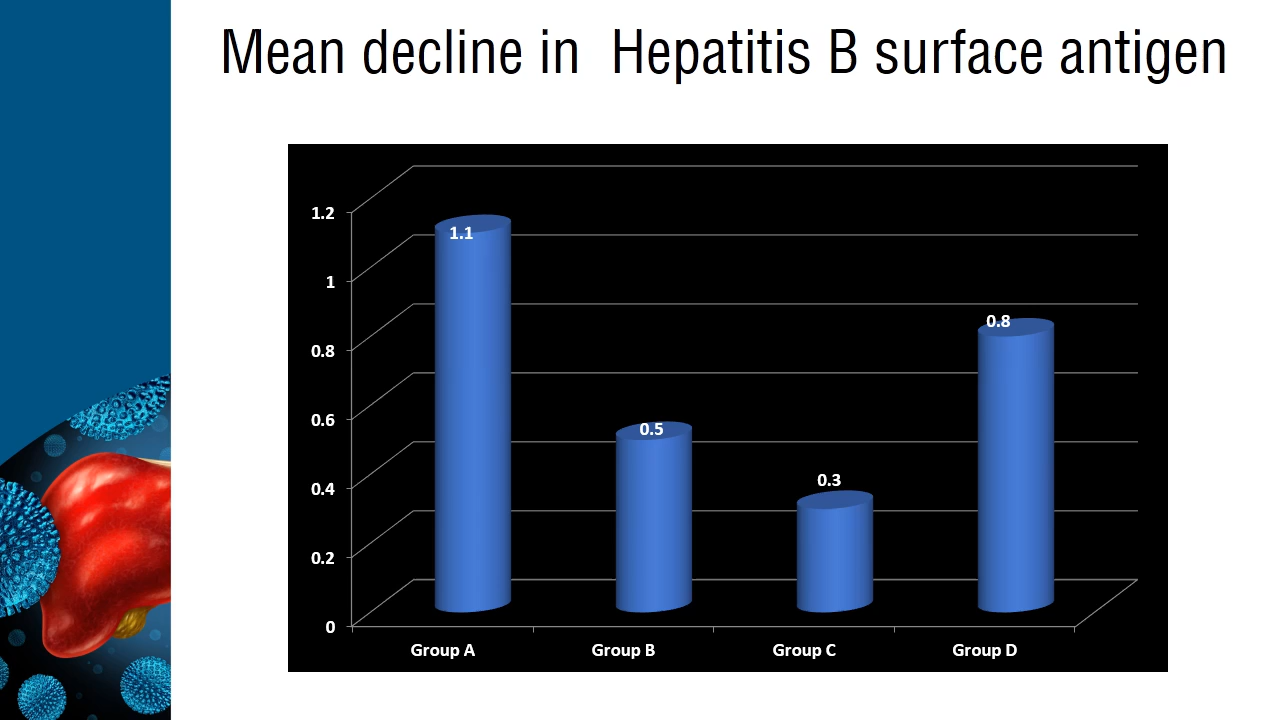 Mean decline in  Hepatitis B surface antigen
1.2
1
0.8
0.6
0.4
0.2
0
1.1
0.5
0.3
0.8
Group A
Group B
Group C
Group D